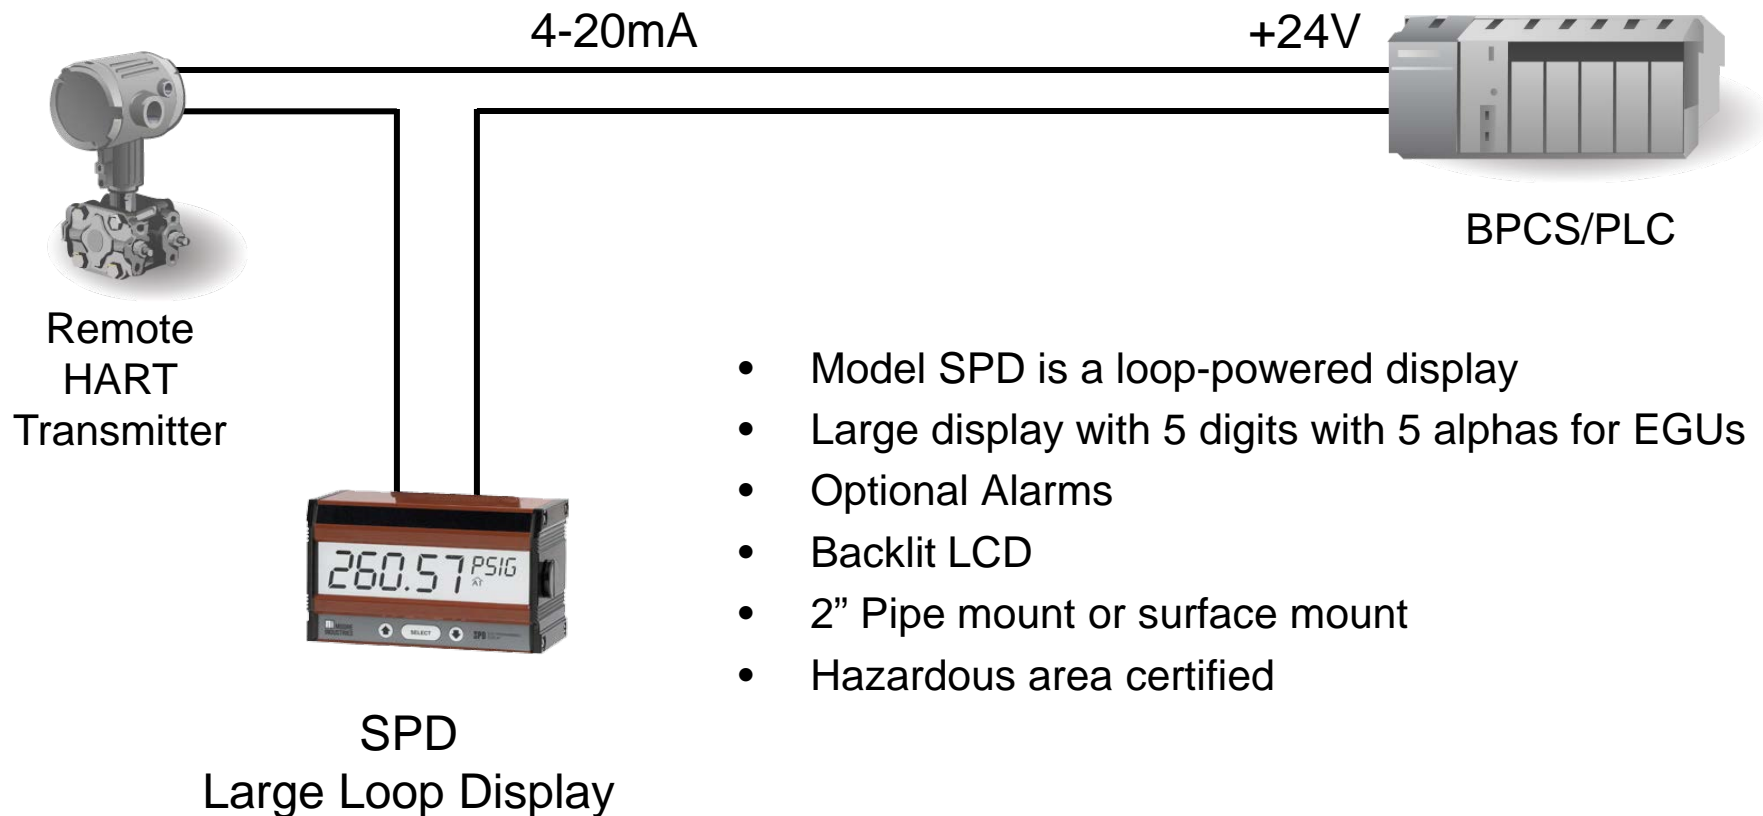 4-20mA
+24V
BPCS/PLC
Remote
HART
Transmitter
• Model SPD is a loop-powered display
• Large display with 5 digits with 5 alphas for EGUs
• Optional Alarms
• Backlit LCD
• 2” Pipe mount or surface mount
• Hazardous area certified
260.57 PSIG
MOORE
INDUSTRIES
SELECT
SPD
SPD
Large Loop Display